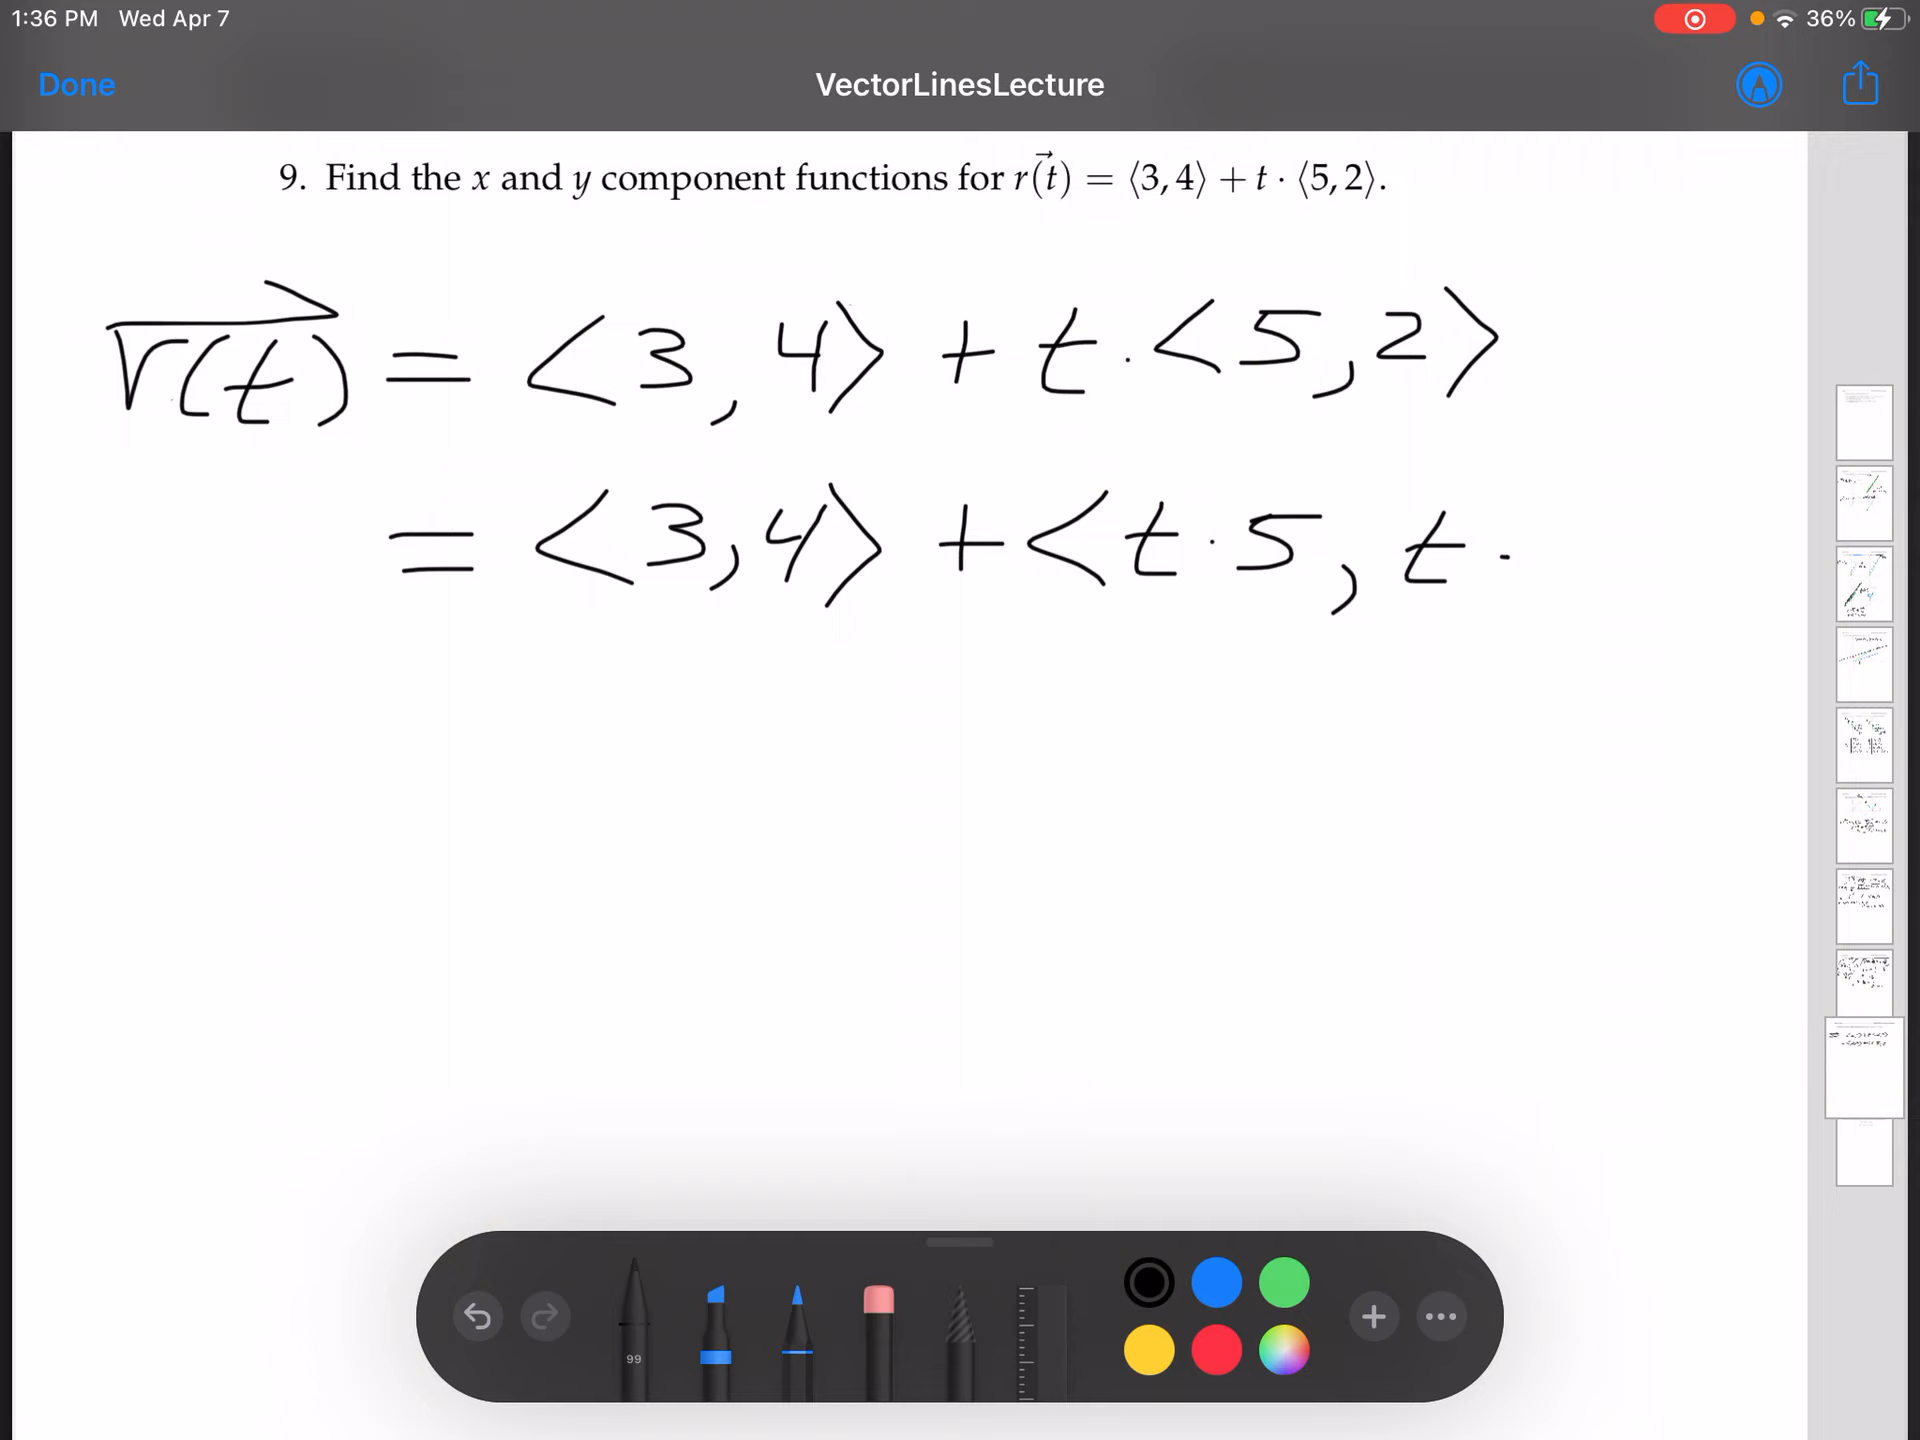 1:36 PM Wed Apr 7 36%
Done VectorLinesLecture
9. Find the x and y component functions for r⃗(t) = ⟨3, 4⟩ + t · ⟨5, 2⟩.
r⃗(t) = <3, 4> + t · <5, 2>
= <3, 4> + <t · 5, t ·
99